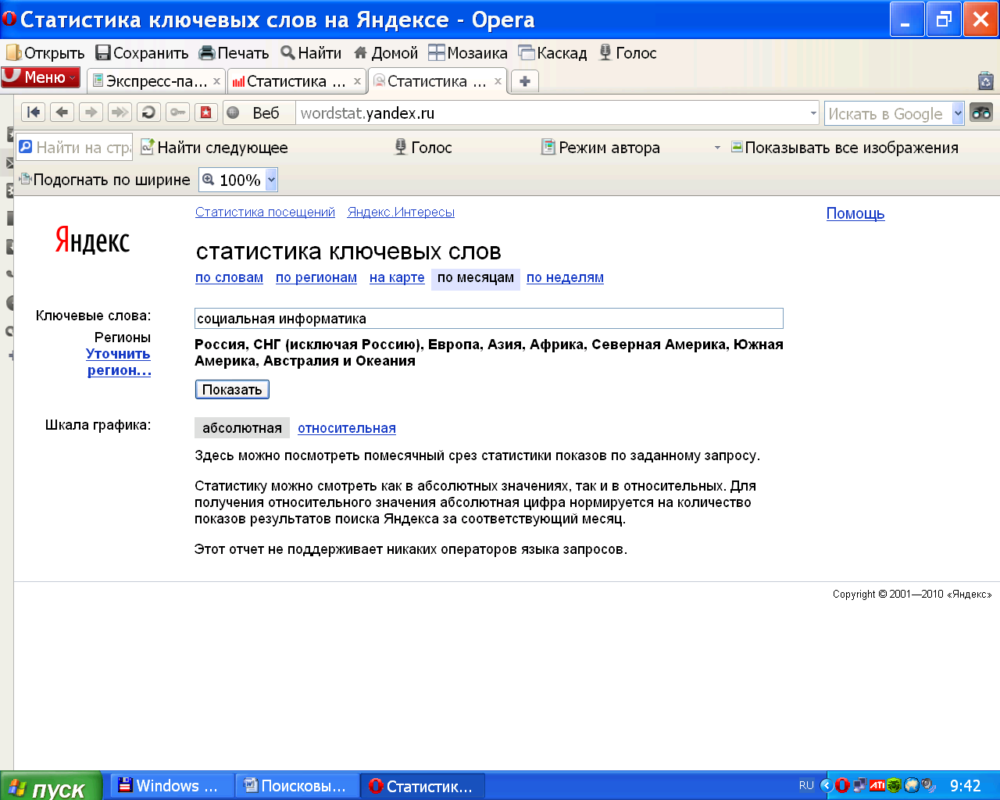 Статистика ключевых слов на Яндексе - Opera
Открыть Сохранить Печать Найти Домой Мозаика Каскад Голос
Меню Экспресс-па... Статистика ... Статистика ...
Веб wordstat.yandex.ru Искать в Google
Найти на стра Найти следующее Голос Режим автора Показывать все изображения
Подогнать по ширине 100%
Статистика посещений Яндекс.Интересы Помощь
Яндекс
статистика ключевых слов
по словам по регионам на карте по месяцам по неделям
Ключевые слова: социальная информатика
Регионы
Уточнить
регион...
Россия, СНГ (исключая Россию), Европа, Азия, Африка, Северная Америка, Южная
Америка, Австралия и Океания
Показать
Шкала графика: абсолютная относительная
Здесь можно посмотреть помесячный срез статистики показов по заданному запросу.
Статистику можно смотреть как в абсолютных значениях, так и в относительных. Для
получения относительного значения абсолютная цифра нормируется на количество
показов результатов поиска Яндекса за соответствующий месяц.
Этот отчет не поддерживает никаких операторов языка запросов.
Copyright © 2001—2010 «Яндекс»
пуск Windows ... Поисковы... Статистик... RU ATI 9:42